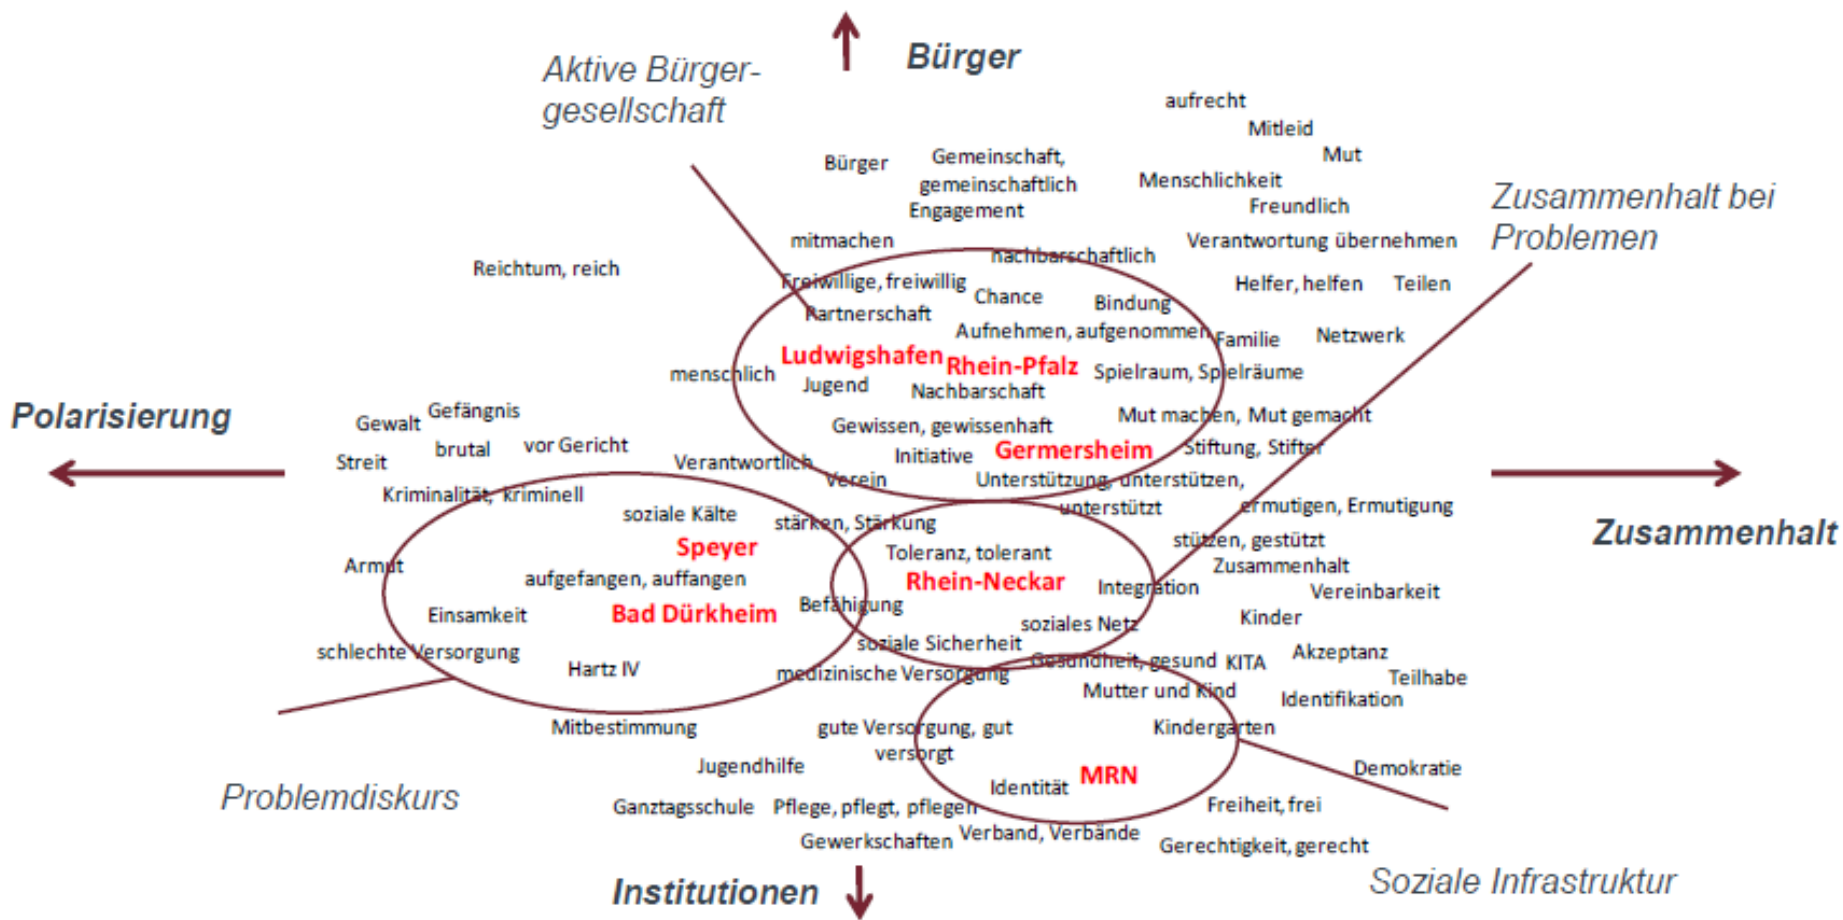 Bürger
Aktive Bürger-
gesellschaft
aufrecht
Mitleid
Mut
Bürger
Gemeinschaft,
gemeinschaftlich
Menschlichkeit
Engagement
Freundlich
Zusammenhalt bei
Problemen
mitmachen
nachbarschaftlich
Verantwortung übernehmen
Reichtum, reich
Freiwillige, freiwillig
Chance
Bindung
Helfer, helfen
Teilen
Partnerschaft
Aufnehmen, aufgenommen
Familie
Netzwerk
Ludwigshafen
Rhein-Pfalz
menschlich
Jugend
Nachbarschaft
Spielraum, Spielräume
Polarisierung
Gewalt
Gefängnis
Gewissen, gewissenhaft
Mut machen, Mut gemacht
brutal
vor Gericht
Initiative
Germersheim
Stiftung, Stifter
Streit
Verantwortlich
Verein
Unterstützung, unterstützen,
unterstützt
Kriminalität, kriminell
ermutigen, Ermutigung
Zusammenhalt
soziale Kälte
stärken, Stärkung
stützen, gestützt
Speyer
Toleranz, tolerant
Zusammenhalt
Armut
aufgefangen, auffangen
Rhein-Neckar
Integration
Vereinbarkeit
Einsamkeit
Bad Dürkheim
Befähigung
soziales Netz
Kinder
schlechte Versorgung
soziale Sicherheit
Akzeptanz
Hartz IV
medizinische Versorgung
Gesundheit, gesund
KITA
Teilhabe
Mutter und Kind
Identifikation
Mitbestimmung
gute Versorgung, gut
versorgt
Kindergarten
Jugendhilfe
Identität
MRN
Demokratie
Problemdiskurs
Ganztagsschule
Pflege, pflegt, pflegen
Freiheit, frei
Gewerkschaften
Verband, Verbände
Gerechtigkeit, gerecht
Institutionen
Soziale Infrastruktur